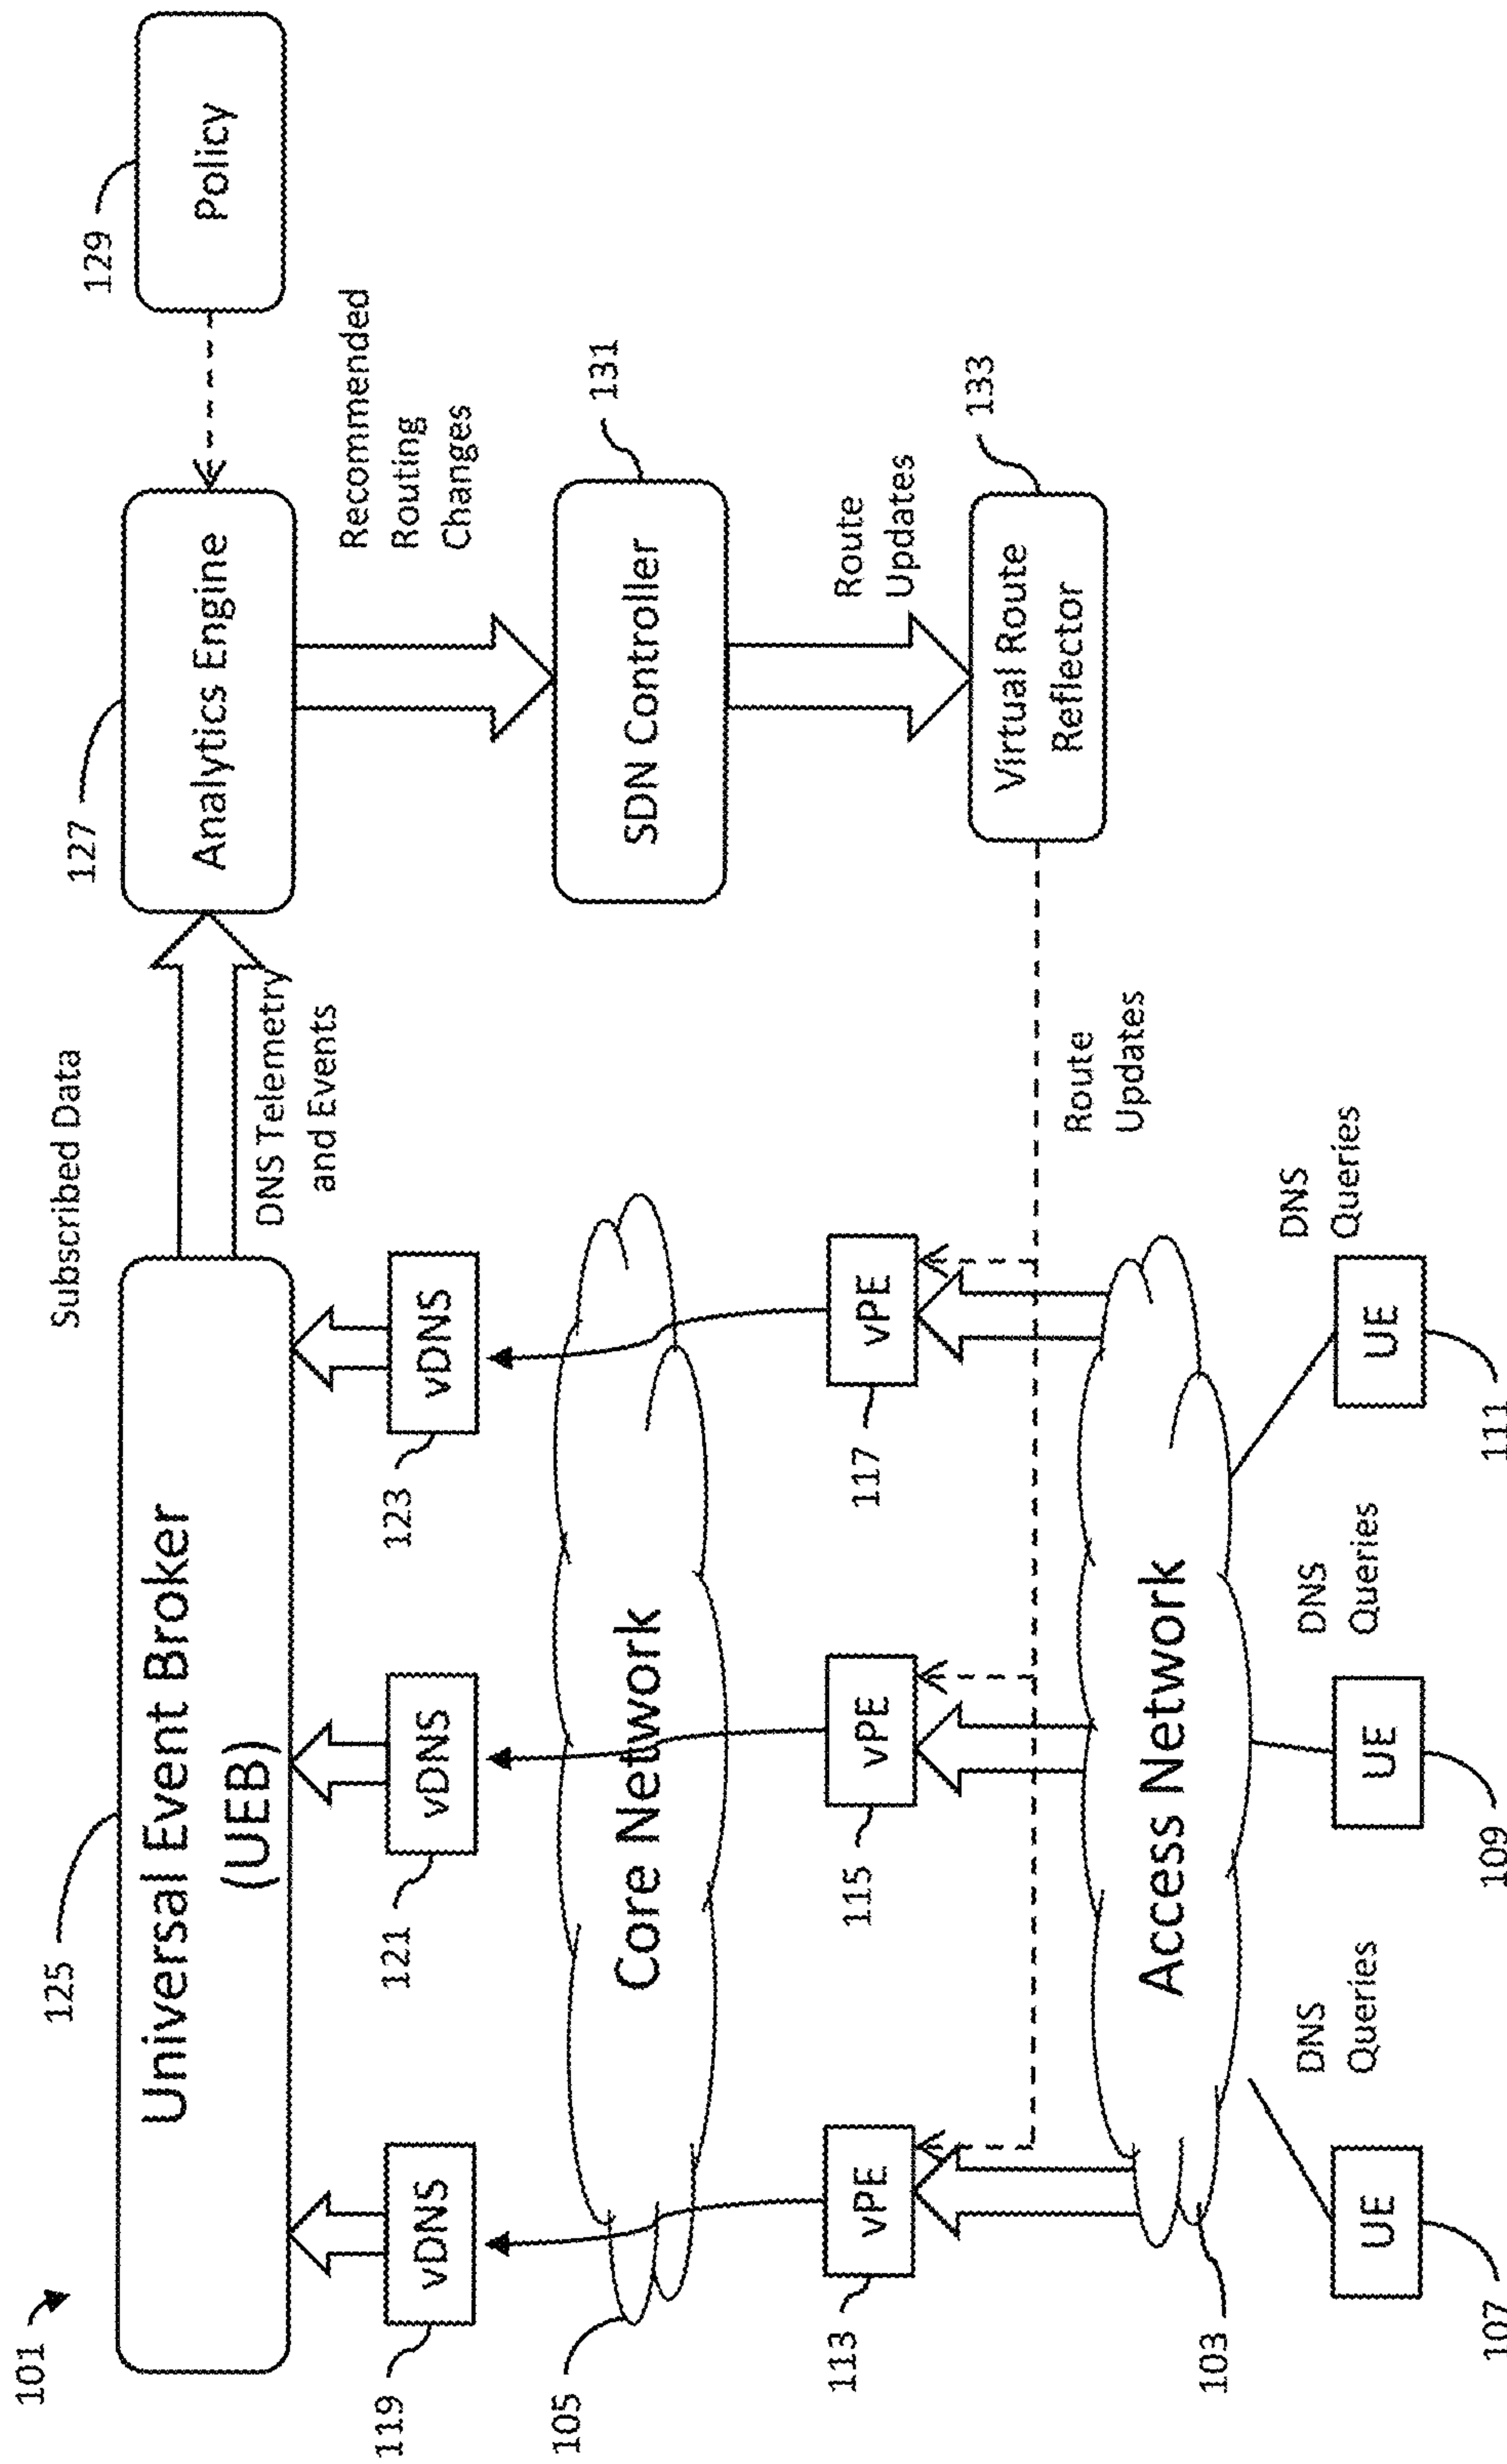 101
125
Universal Event Broker
(UEB)
Subscribed Data
DNS Telemetry
and Events
127
Analytics Engine
129
Policy
Recommended
Routing
Changes
119
vDNS
121
vDNS
123
vDNS
105
Core Network
SDN Controller
131
Route
Updates
113
vPE
115
vPE
117
vPE
Virtual Route
Reflector
133
Route
Updates
103
Access Network
DNS
Queries
DNS
Queries
DNS
Queries
UE
107
UE
109
UE
111